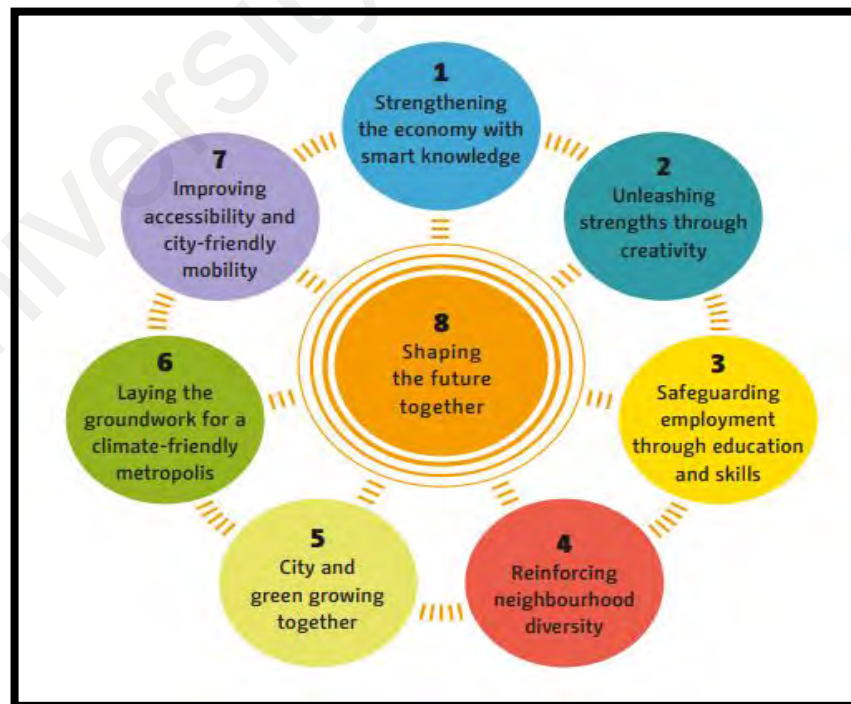 1
Strengthening
the economy with
smart knowledge
2
Unleashing
strengths through
creativity
3
Safeguarding
employment
through education
and skills
4
Reinforcing
neighbourhood
diversity
5
City and
green growing
together
6
Laying the
groundwork for a
climate-friendly
metropolis
7
Improving
accessibility and
city-friendly
mobility
8
Shaping
the future
together